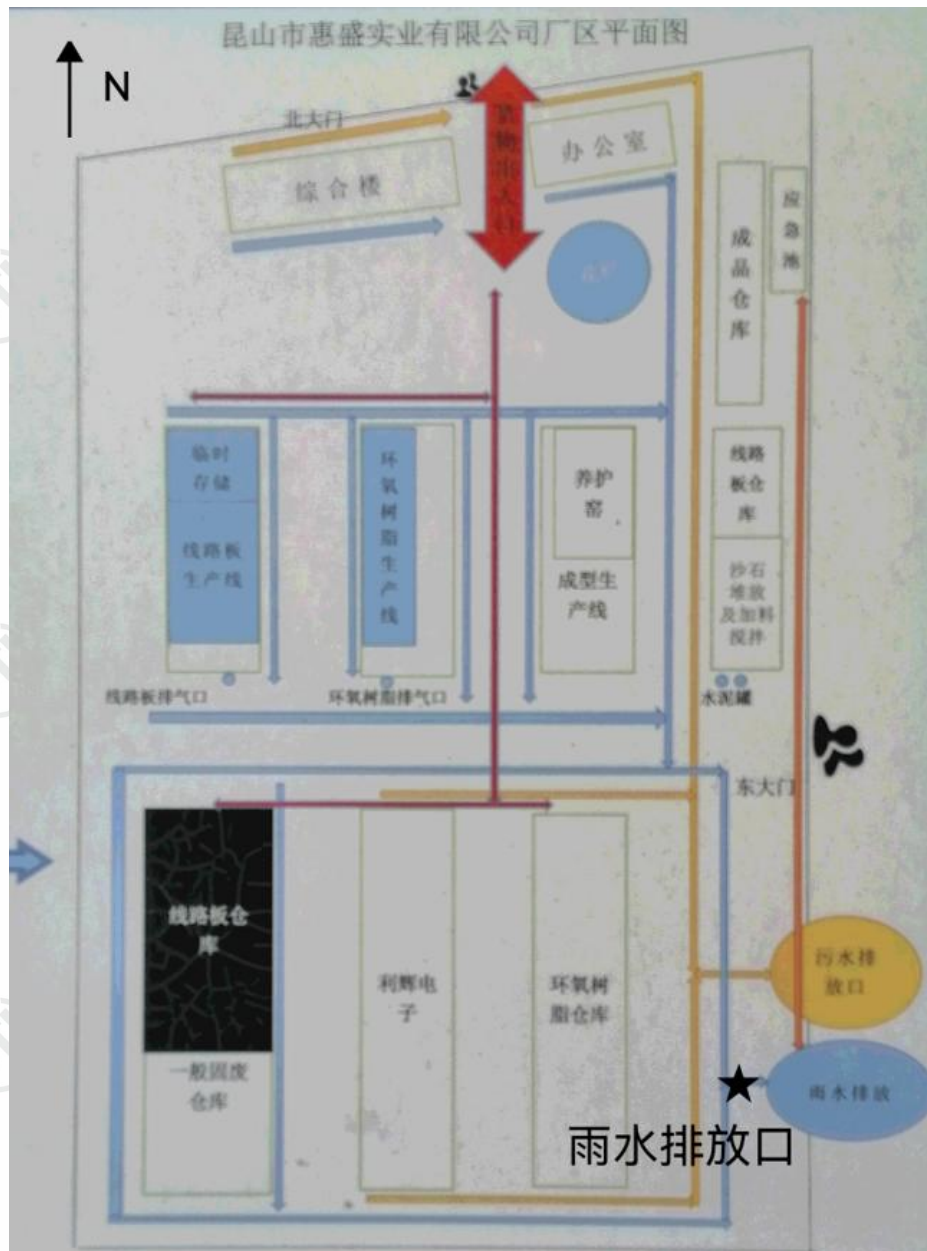 昆山市惠盛实业有限公司厂区平面图
N
北大门
综合楼
货物出入口
办公室
成
品
仓
库
应
急
池
临时
存储
线路板
生产线
环
氧
树
脂
生
产
线
养护
窑
成型生
产线
线路
板仓
库
沙石
堆放
及加料
搅拌
线路板排气口
环氧树脂排气口
水泥罐
东大门
线路板仓
库
一般固废
仓库
利辉电
子
环氧树
脂仓库
污水排
放口
雨水排放
雨水排放口